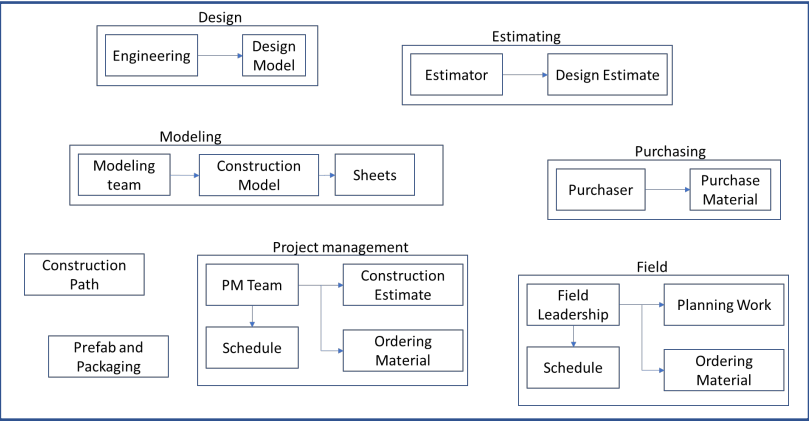 Design
Engineering
Design
Model
Estimating
Estimator
Design Estimate
Modeling
Modeling
team
Construction
Model
Sheets
Purchasing
Purchaser
Purchase
Material
Construction
Path
Prefab and
Packaging
Project management
PM Team
Construction
Estimate
Schedule
Ordering
Material
Field
Field
Leadership
Planning Work
Schedule
Ordering
Material